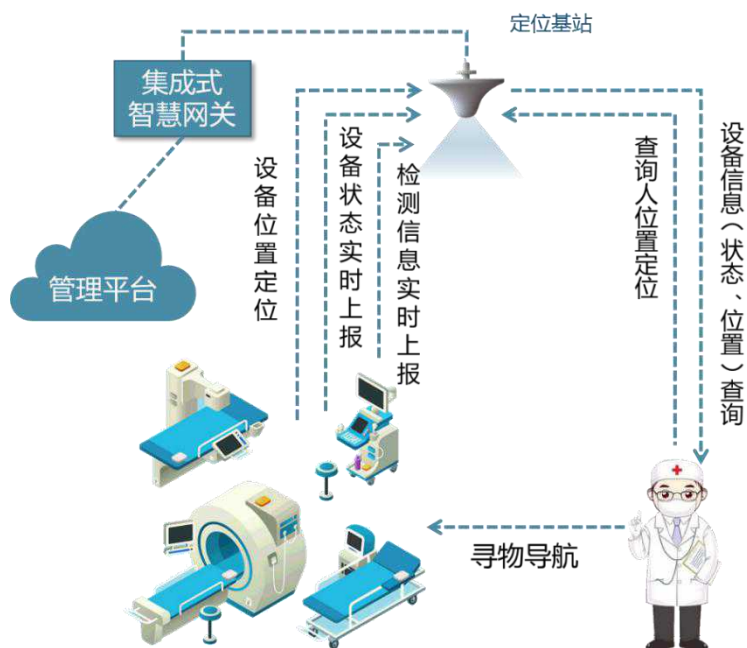 定位基站
集成式
智慧网关
管理平台
设备位置定位
设备状态实时上报
检测信息实时上报
查询人位置定位
设备信息(状态、位置)查询
寻物导航